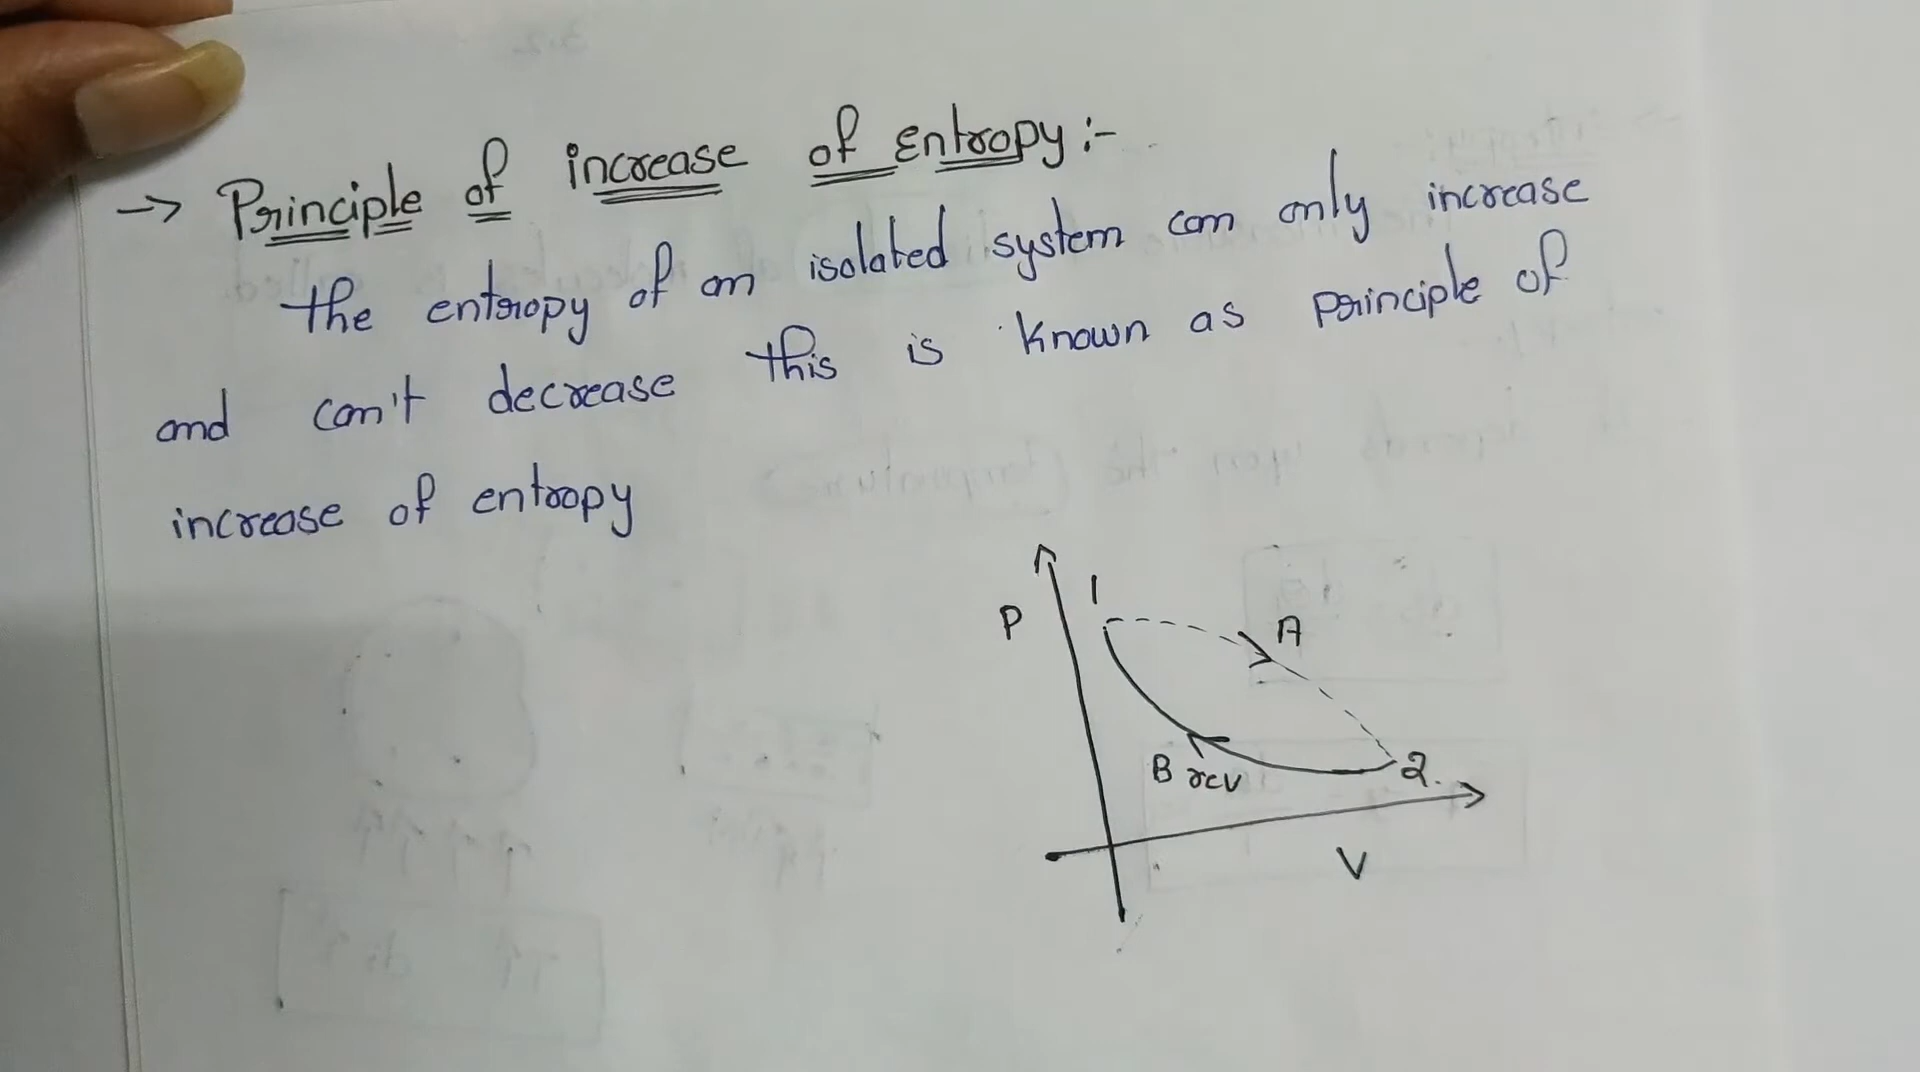 -> Principle of increase of Entropy :-
The entropy of an isolated system can only increase
and can't decrease this is known as principle of
increase of entropy
P
1
A
B rev
2.
V